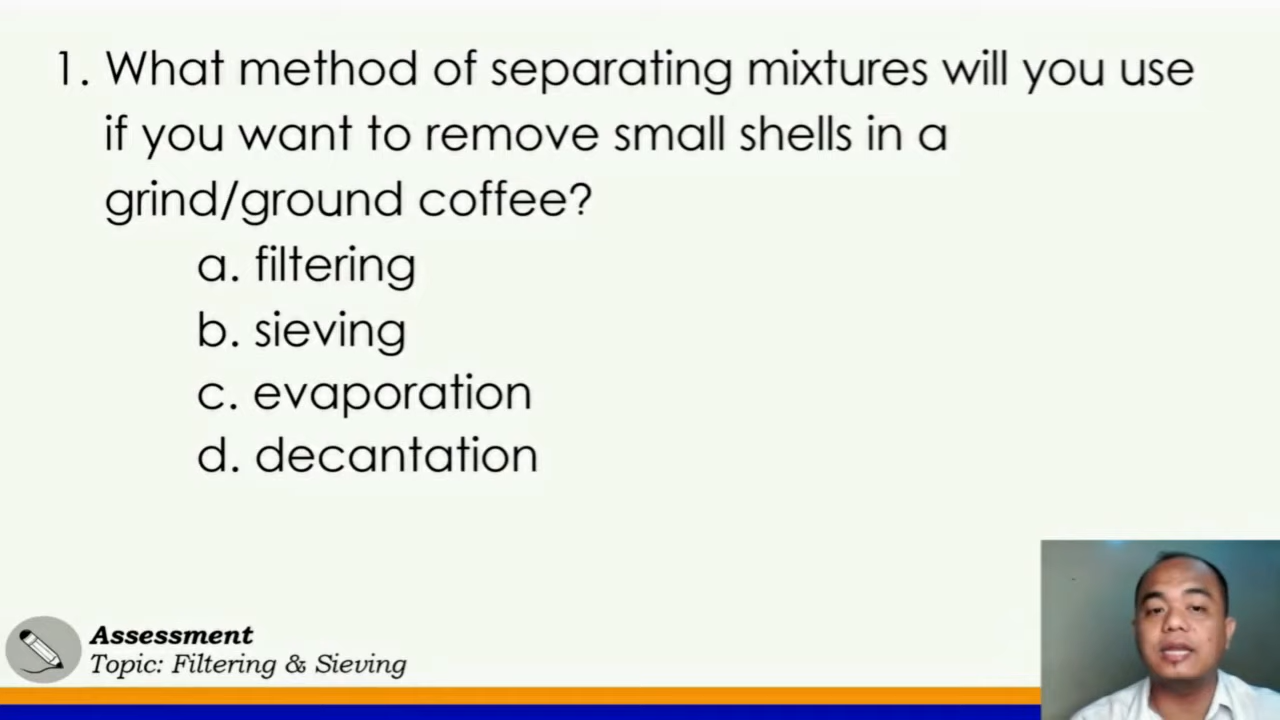 1. What method of separating mixtures will you use
if you want to remove small shells in a
grind/ground coffee?
a. filtering
b. sieving
c. evaporation
d. decantation
Assessment
Topic: Filtering & Sieving